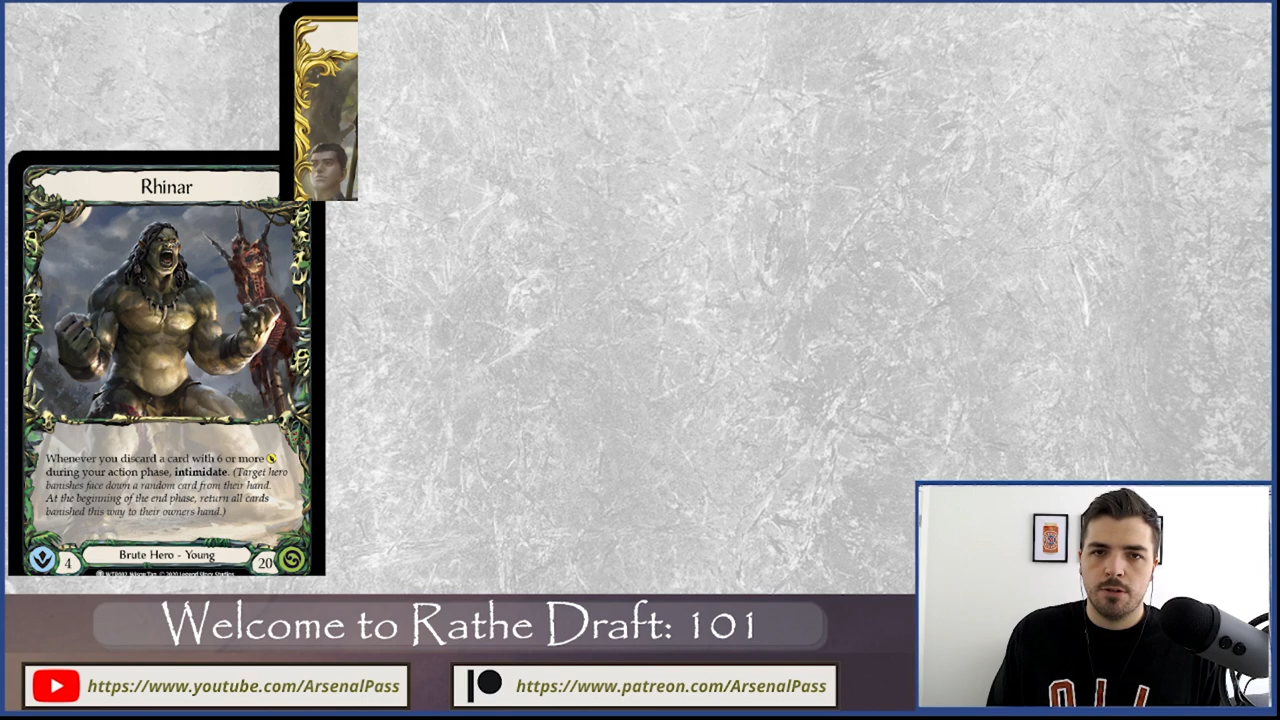 Rhinar
Whenever you discard a card with 6 or more
during your action phase, intimidate. (Target hero
banishes face down a random card from their hand.
At the beginning of the end phase, return all cards
banished this way to their owners hand.)
4
Brute Hero - Young
20
Welcome to Rathe Draft: 101
https://www.youtube.com/ArsenalPass
https://www.patreon.com/ArsenalPass